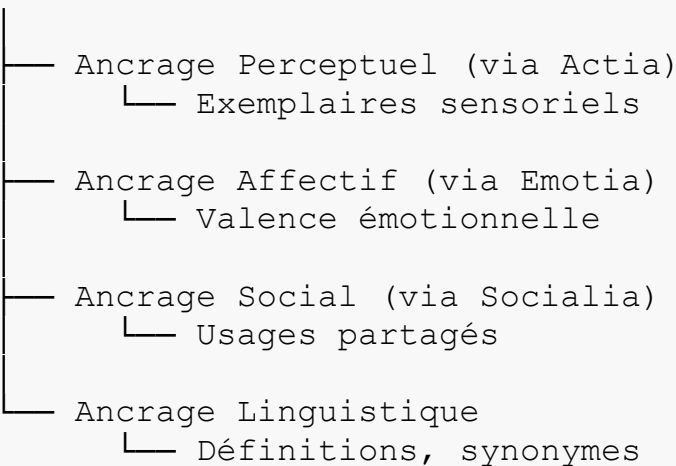 Ancrage Perceptuel (via Actia)
Exemplaires sensoriels
Ancrage Affectif (via Emotia)
Valence émotionnelle
Ancrage Social (via Socialia)
Usages partagés
Ancrage Linguistique
Définitions, synonymes